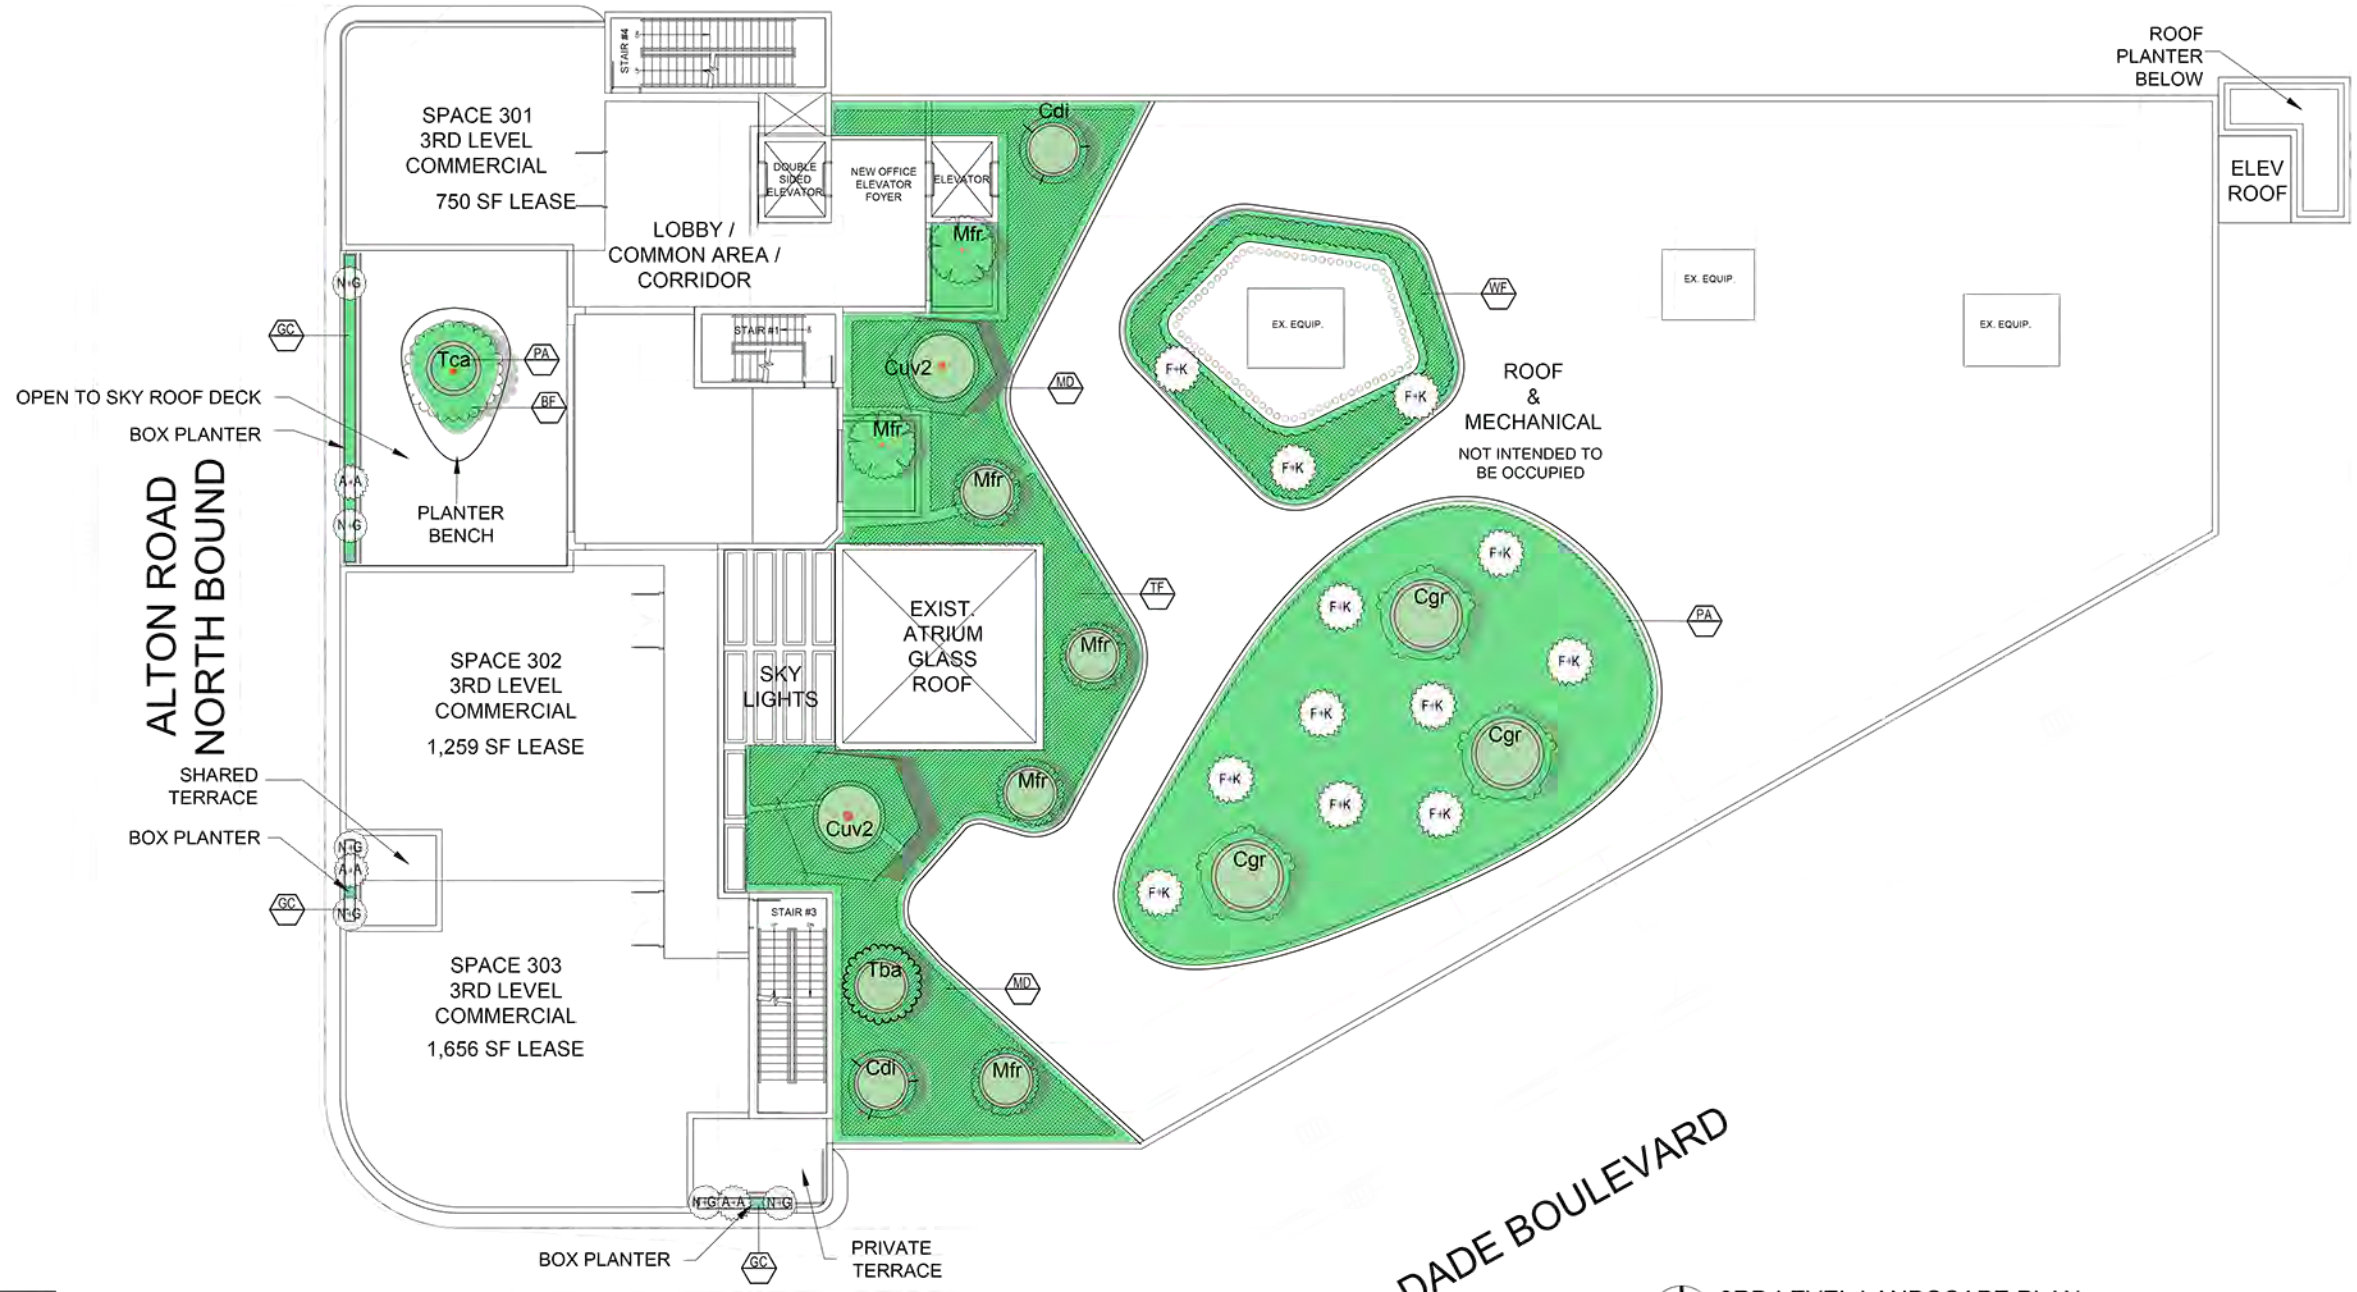 STAIR #4
ROOF
PLANTER
BELOW
SPACE 301
3RD LEVEL
COMMERCIAL
750 SF LEASE
Cdi
DOUBLE
SIDED
ELEVATOR
NEW OFFICE
ELEVATOR
FOYER
ELEVATOR
ELEV
ROOF
LOBBY /
COMMON AREA /
CORRIDOR
Mfr
N+G
GC
EX. EQUIP.
WF
EX. EQUIP.
EX. EQUIP.
STAIR #1
Tca
PA
BF
Cuv2
MD
F+K
F+K
F+K
ROOF
&
MECHANICAL
NOT INTENDED TO
BE OCCUPIED
OPEN TO SKY ROOF DECK
BOX PLANTER
Mfr
Mfr
A+A
N+G
PLANTER
BENCH
ALTON ROAD
NORTH BOUND
EXIST.
ATRIUM
GLASS
ROOF
TF
Mfr
F+K
F+K
Cgr
PA
F+K
F+K
F+K
Cgr
F+K
F+K
F+K
Cgr
F+K
SPACE 302
3RD LEVEL
COMMERCIAL
1,259 SF LEASE
SKY
LIGHTS
SHARED
TERRACE
BOX PLANTER
Mfr
Cuv2
N+G
A+A
N+G
GC
STAIR #3
SPACE 303
3RD LEVEL
COMMERCIAL
1,656 SF LEASE
Tba
MD
Cdi
Mfr
N+G
A+A
N+G
BOX PLANTER
GC
PRIVATE
TERRACE
DADE BOULEVARD
3RD LEVEL LANDSCAPE PLAN